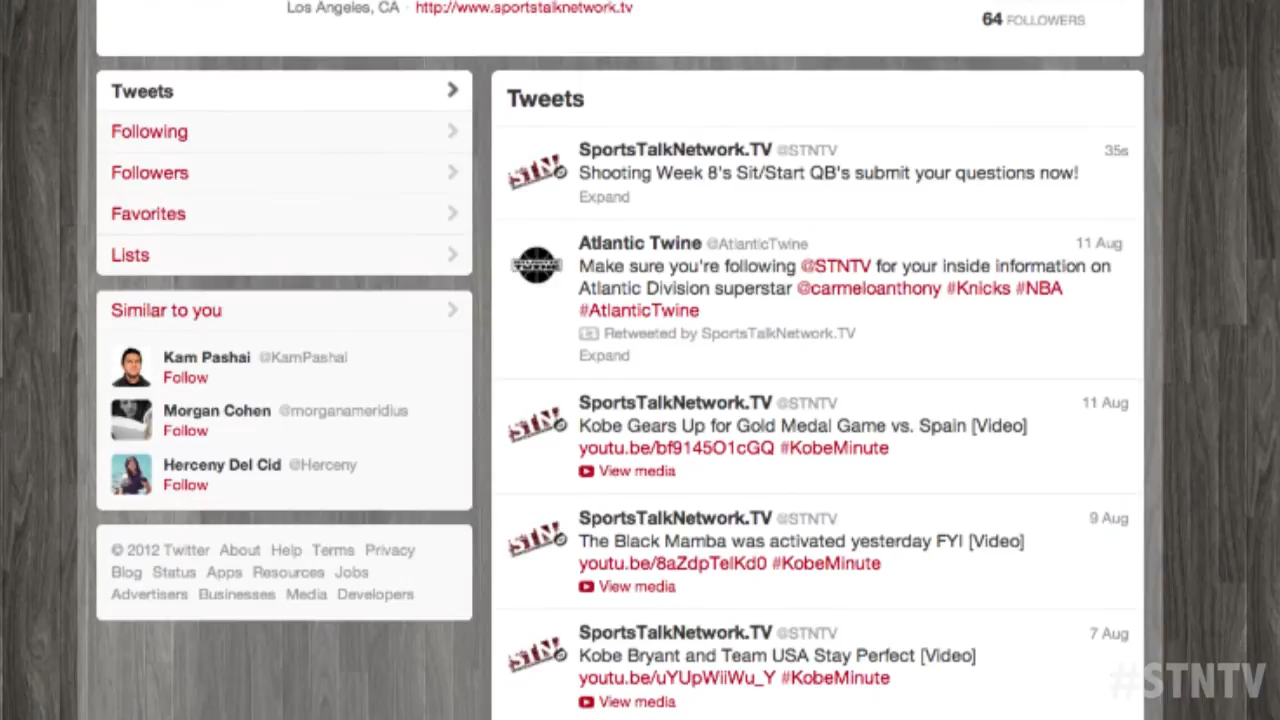 Los Angeles, CA · http://www.sportstalknetwork.tv
64 FOLLOWERS
Tweets
Following
Followers
Favorites
Lists
Similar to you
Kam Pashai @KamPashai
Follow
Morgan Cohen @morganameridius
Follow
Herceny Del Cid @Herceny
Follow
© 2012 Twitter About Help Terms Privacy
Blog Status Apps Resources Jobs
Advertisers Businesses Media Developers
Tweets
SportsTalkNetwork.TV @STNTV 35s
Shooting Week 8's Sit/Start QB's submit your questions now!
Expand
Atlantic Twine @AtlanticTwine 11 Aug
Make sure you're following @STNTV for your inside information on
Atlantic Division superstar @carmeloanthony #Knicks #NBA
#AtlanticTwine
Retweeted by SportsTalkNetwork.TV
Expand
SportsTalkNetwork.TV @STNTV 11 Aug
Kobe Gears Up for Gold Medal Game vs. Spain [Video]
youtu.be/bf9145O1cGQ #KobeMinute
View media
SportsTalkNetwork.TV @STNTV 9 Aug
The Black Mamba was activated yesterday FYI [Video]
youtu.be/8aZdpTelKd0 #KobeMinute
View media
SportsTalkNetwork.TV @STNTV 7 Aug
Kobe Bryant and Team USA Stay Perfect [Video]
youtu.be/uYUpWiiWu_Y #KobeMinute
View media
STN
ATLANTIC
TWINE
STN
STN
STN
#STNTV